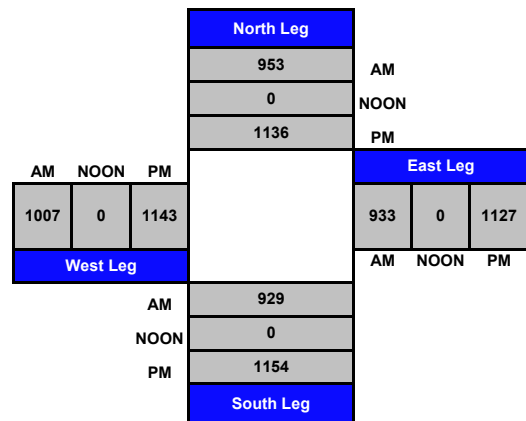 North Leg
953 AM
0 NOON
1136 PM
East Leg
AM NOON PM
1007 0 1143
933 0 1127
West Leg
AM NOON PM
AM 929
NOON 0
PM 1154
South Leg